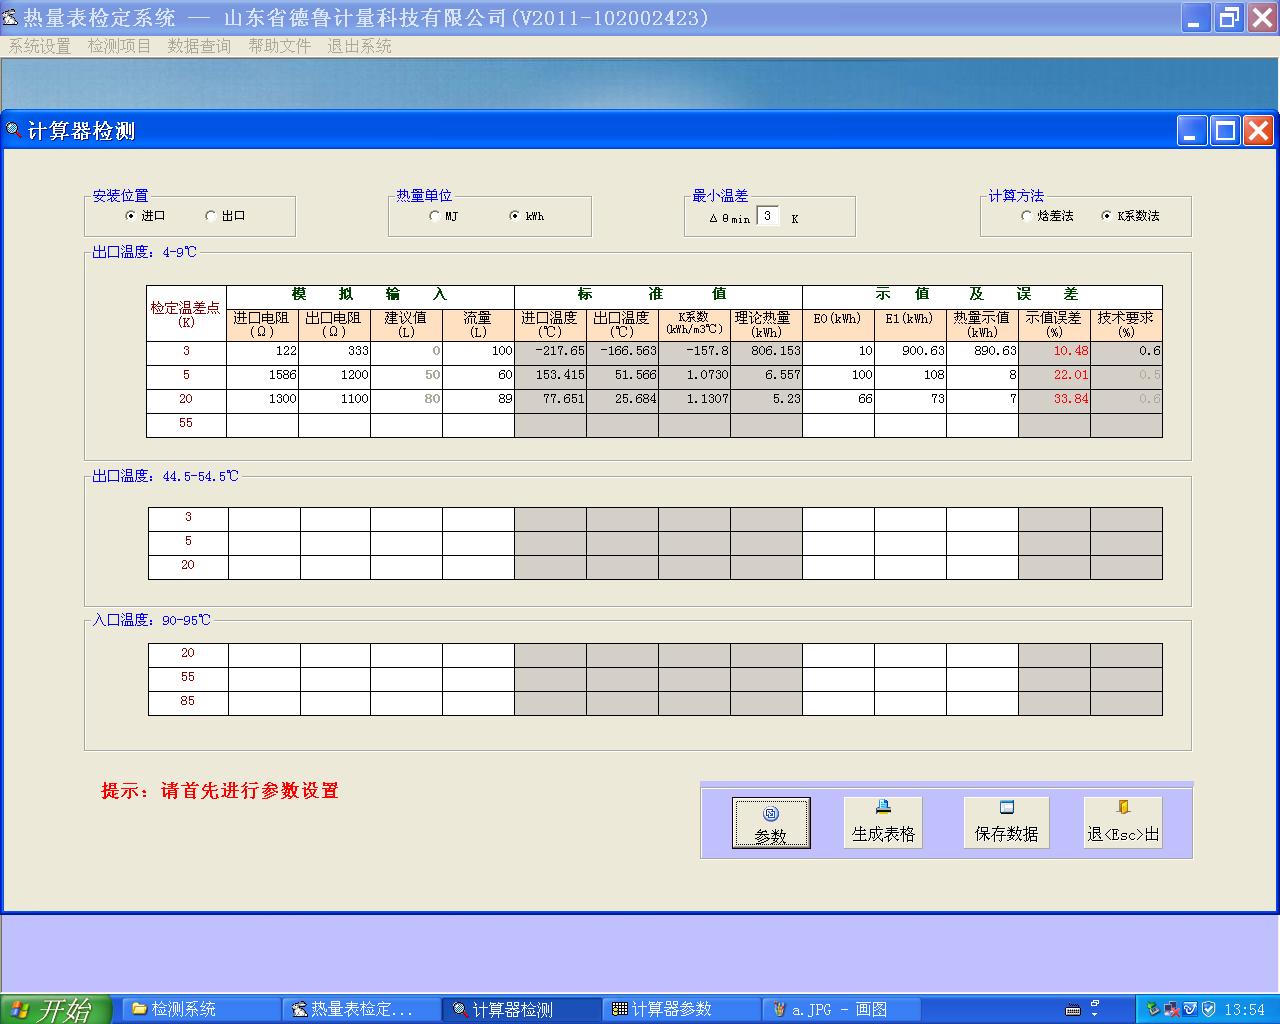 热量表检定系统 — 山东省德鲁计量科技有限公司(V2011-102002423)
系统设置 检测项目 数据查询 帮助文件 退出系统
计算器检测
安装位置 热量单位 最小温差 计算方法
进口 出口 MJ kWh Δθmin 3 K 焓差法 K系数法
出口温度：4-9℃
检定温差点(K) 模拟输入 标准值 示值及误差
进口电阻(Ω) 出口电阻(Ω) 建议值(L) 流量(L) 进口温度(℃) 出口温度(℃) K系数(kWh/m3℃) 理论热量(kWh) E0(kWh) E1(kWh) 热量示值(kWh) 示值误差(%) 技术要求(%)
3 122 333 0 100 -217.65 -166.563 -157.8 806.153 10 900.63 890.63 10.48 0.6
5 1586 1200 50 60 153.415 51.566 1.0730 6.557 100 108 8 22.01 0.5
20 1300 1100 80 89 77.651 25.684 1.1307 5.23 66 73 7 33.84 0.6
55
出口温度：44.5-54.5℃
3
5
20
入口温度：90-95℃
20
55
85
提示：请首先进行参数设置
参数 生成表格 保存数据 退<Esc>出
开始 检测系统 热量表检定... 计算器检测 计算器参数 a.JPG - 画图 13:54